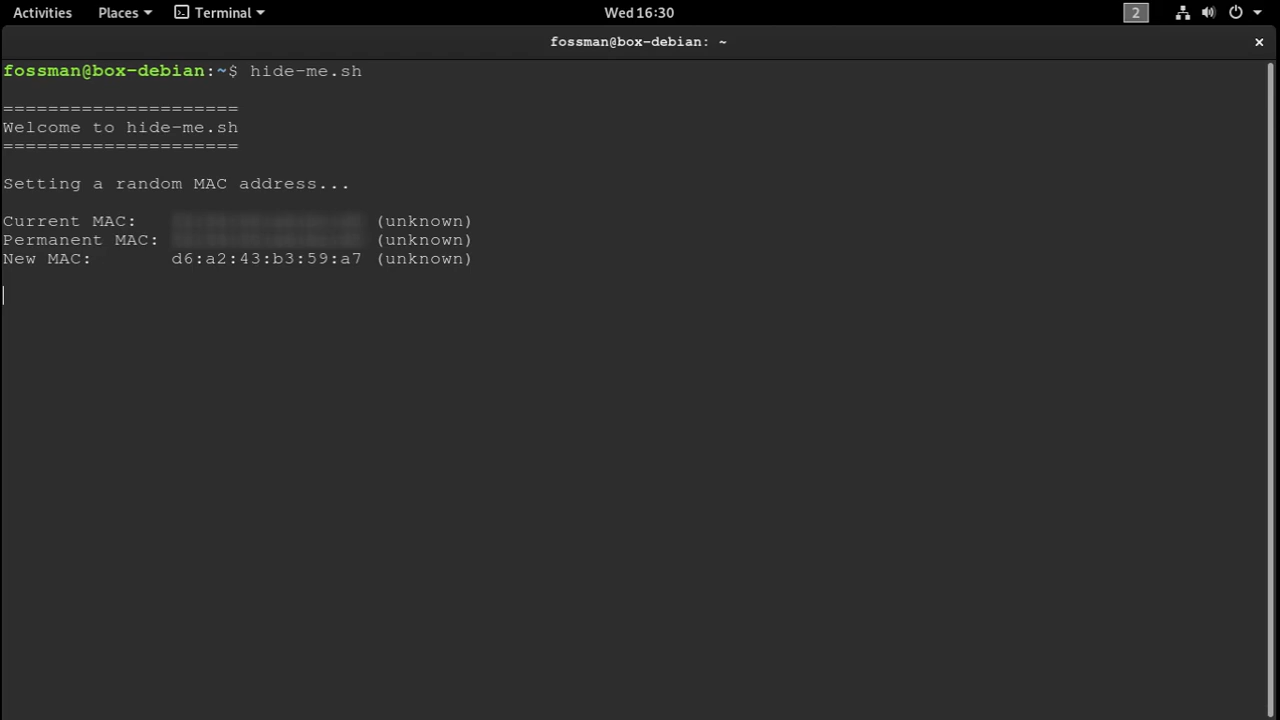 Activities Places Terminal Wed 16:30 2
fossman@box-debian: ~
fossman@box-debian:~$ hide-me.sh
=====================
Welcome to hide-me.sh
=====================
Setting a random MAC address...
Current MAC: (unknown)
Permanent MAC: (unknown)
New MAC: d6:a2:43:b3:59:a7 (unknown)